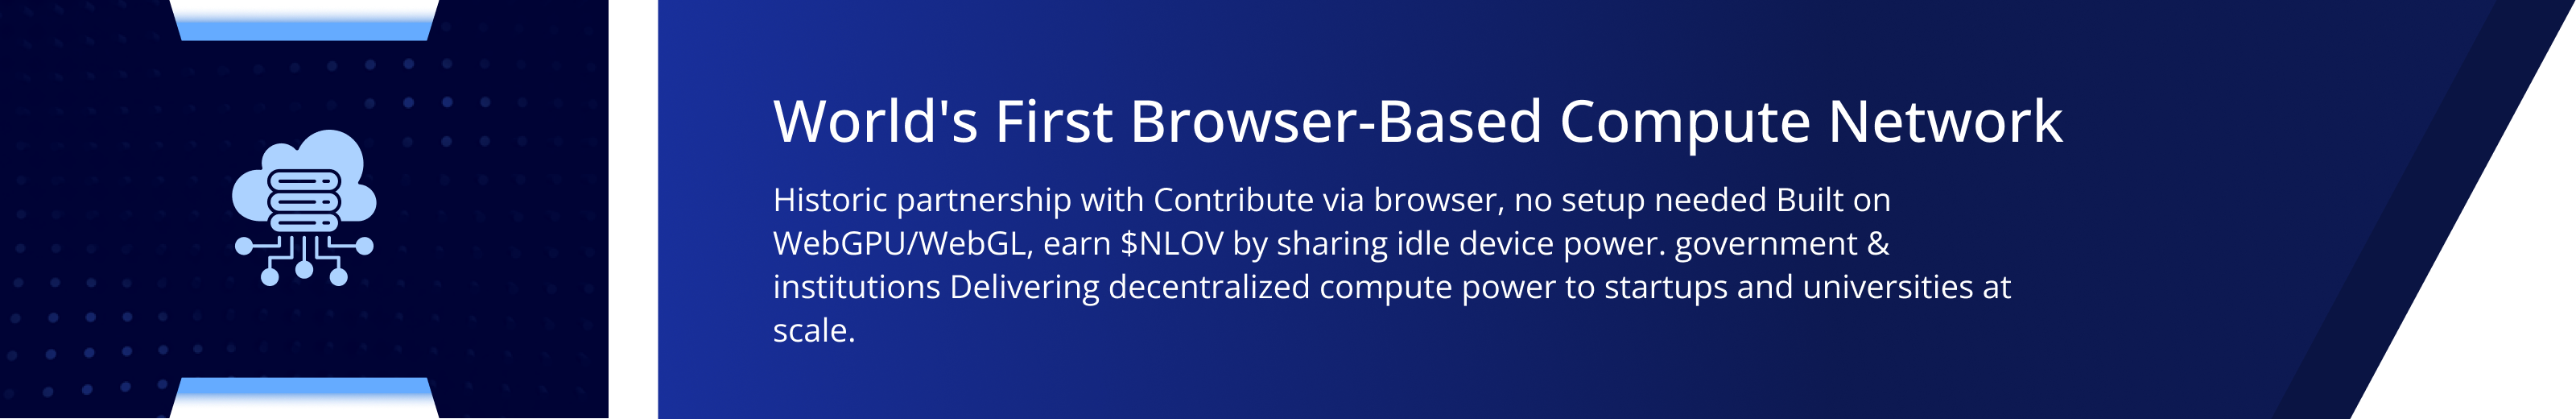 World's First Browser-Based Compute Network
Historic partnership with Contribute via browser, no setup needed Built on
WebGPU/WebGL, earn $NLOV by sharing idle device power. government &
institutions Delivering decentralized compute power to startups and universities at
scale.